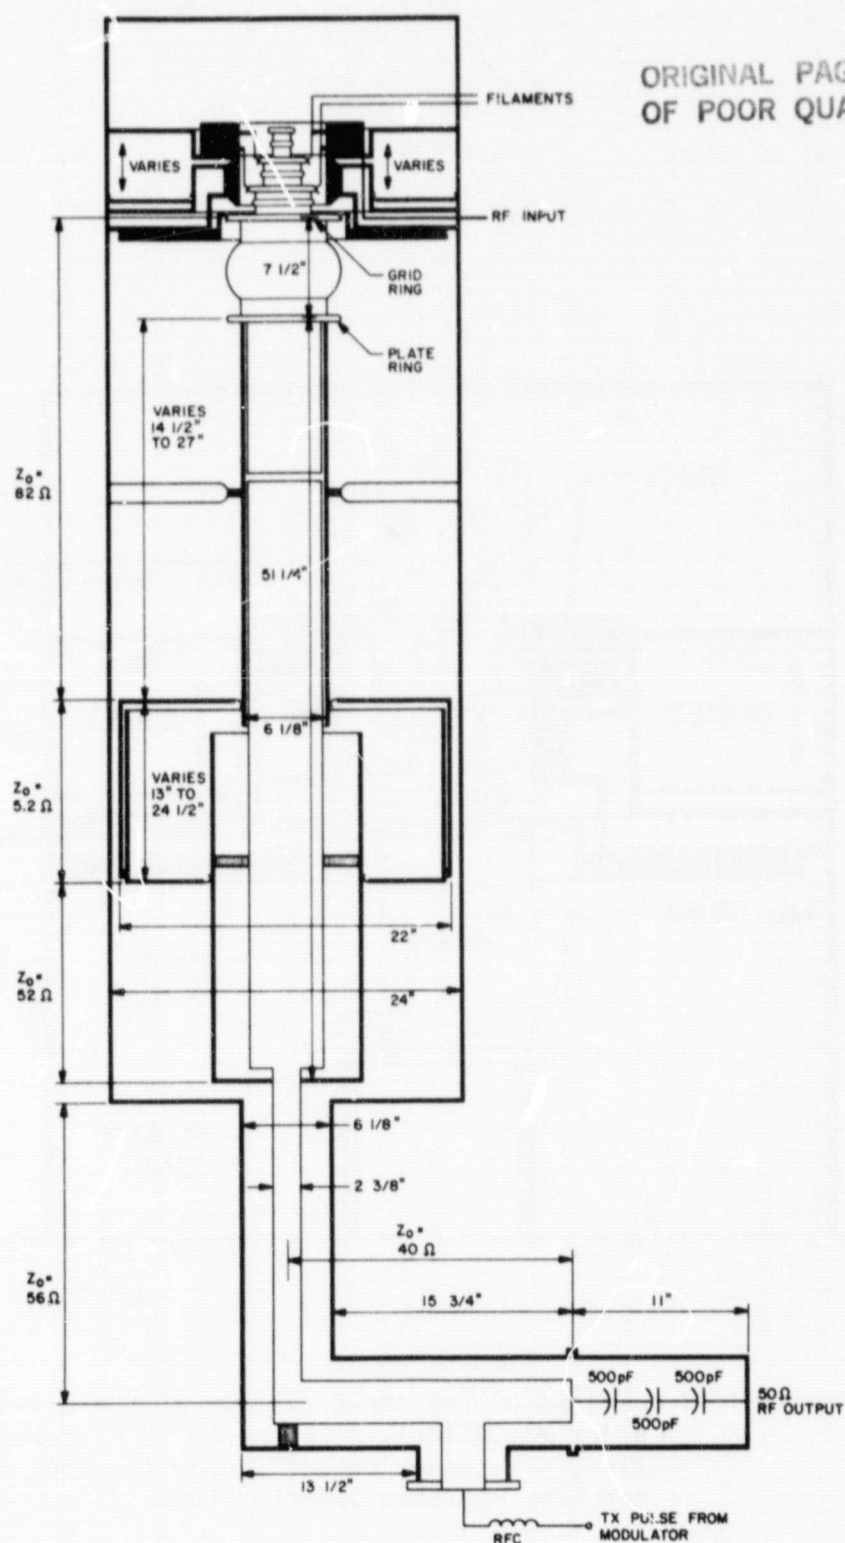 ORIGINAL PAG
OF POOR QUA
FILAMENTS
VARIES
VARIES
RF INPUT
7 1/2"
GRID
RING
PLATE
RING
VARIES
14 1/2"
TO 27"
Z₀=
82 Ω
51 1/4"
6 1/8"
VARIES
13" TO
24 1/2"
Z₀=
5.2 Ω
22"
Z₀=
52 Ω
24"
6 1/8"
2 3/8"
Z₀=
40 Ω
Z₀=
56 Ω
15 3/4"
11"
500pF
500pF
500pF
50Ω
RF OUTPUT
13 1/2"
RFC
TX PULSE FROM
MODULATOR